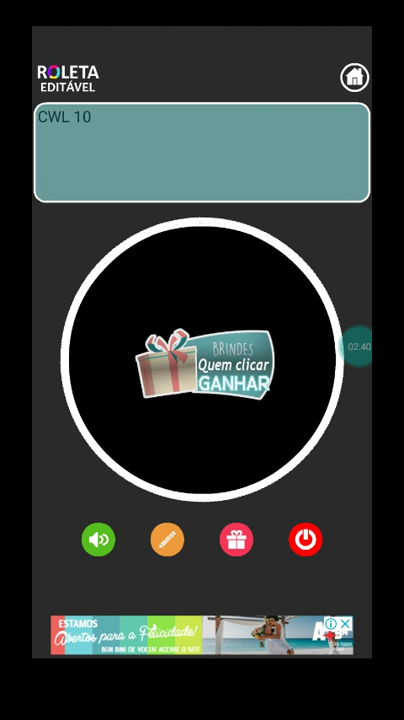 ROLETA
EDITÁVEL
CWL 10
BRINDES
Quem clicar
GANHAR
02:40
ESTAMOS
Abertos para a Felicidade!
BOM BINI DE VOLTA! ACESSE O SITE